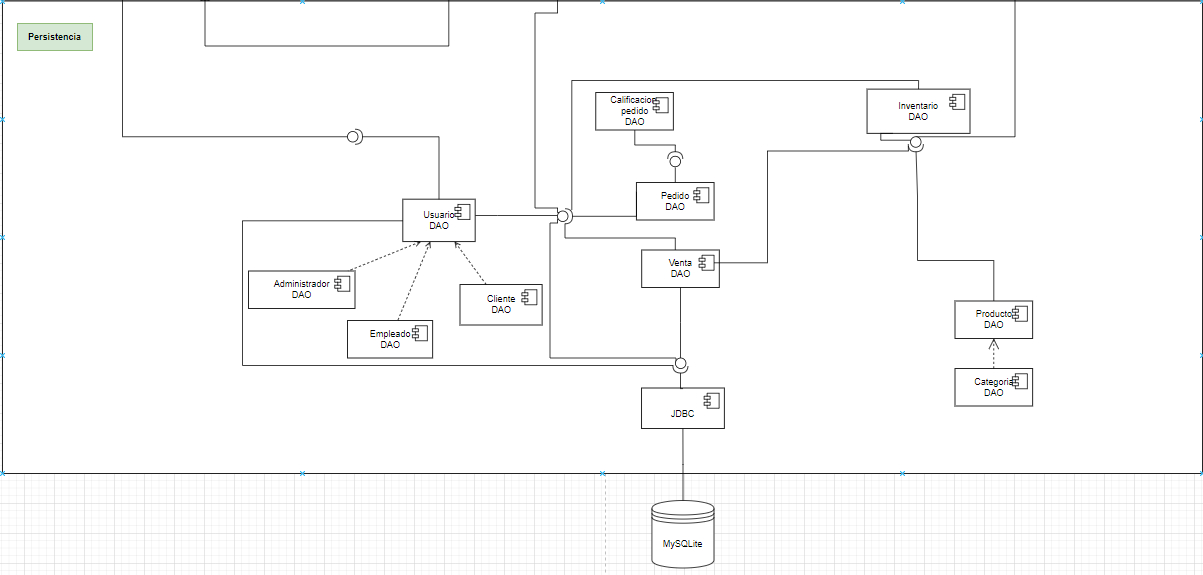 Persistencia
Calificacion
pedido
DAO
Inventario
DAO
Pedido
DAO
Usuario
DAO
Venta
DAO
Administrador
DAO
Cliente
DAO
Empleado
DAO
Producto
DAO
Categoria
DAO
JDBC
MySQLite